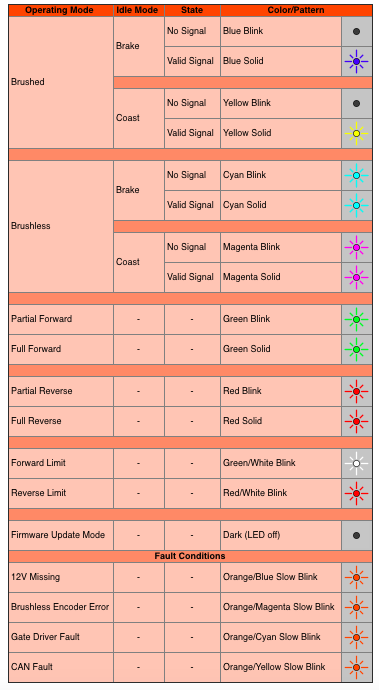 Operating Mode Idle Mode State Color/Pattern
Brushed Brake No Signal Blue Blink
Valid Signal Blue Solid
Coast No Signal Yellow Blink
Valid Signal Yellow Solid
Brushless Brake No Signal Cyan Blink
Valid Signal Cyan Solid
Coast No Signal Magenta Blink
Valid Signal Magenta Solid
Partial Forward - - Green Blink
Full Forward - - Green Solid
Partial Reverse - - Red Blink
Full Reverse - - Red Solid
Forward Limit - - Green/White Blink
Reverse Limit - - Red/White Blink
Firmware Update Mode - - Dark (LED off)
Fault Conditions
12V Missing - - Orange/Blue Slow Blink
Brushless Encoder Error - - Orange/Magenta Slow Blink
Gate Driver Fault - - Orange/Cyan Slow Blink
CAN Fault - - Orange/Yellow Slow Blink